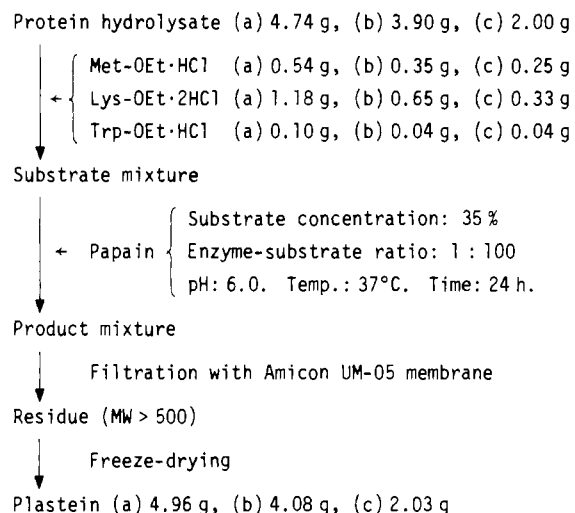 Protein hydrolysate (a) 4.74 g, (b) 3.90 g, (c) 2.00 g
Met-OEt·HCl (a) 0.54 g, (b) 0.35 g, (c) 0.25 g
Lys-OEt·2HCl (a) 1.18 g, (b) 0.65 g, (c) 0.33 g
Trp-OEt·HCl (a) 0.10 g, (b) 0.04 g, (c) 0.04 g
Substrate mixture
Substrate concentration: 35 %
← Papain Enzyme-substrate ratio: 1 : 100
pH: 6.0. Temp.: 37°C. Time: 24 h.
Product mixture
Filtration with Amicon UM-05 membrane
Residue (MW > 500)
Freeze-drying
Plastein (a) 4.96 g, (b) 4.08 g, (c) 2.03 g